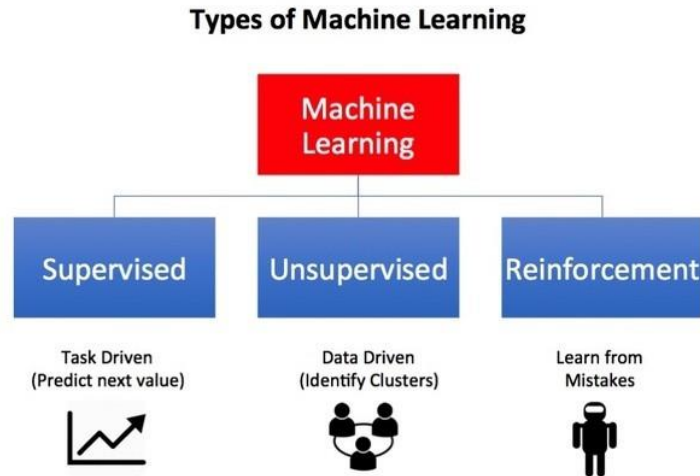 Types of Machine Learning
Machine
Learning
Supervised
Unsupervised
Reinforcement
Task Driven
(Predict next value)
Data Driven
(Identify Clusters)
Learn from
Mistakes